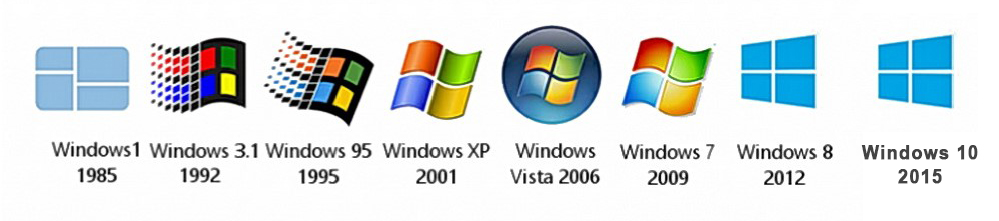 Windows1
1985
Windows 3.1
1992
Windows 95
1995
Windows XP
2001
Windows
Vista 2006
Windows 7
2009
Windows 8
2012
Windows 10
2015